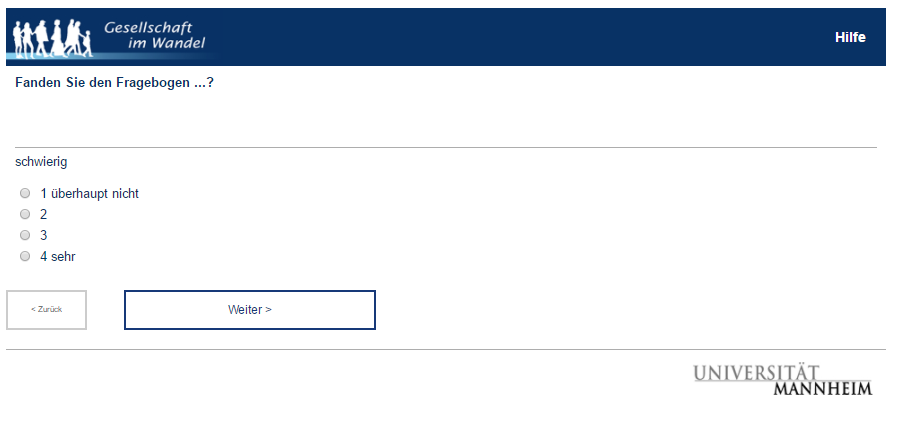 Gesellschaft
im Wandel
Hilfe
Fanden Sie den Fragebogen ...?
schwierig
1 überhaupt nicht
2
3
4 sehr
< Zurück
Weiter >
UNIVERSITÄT
MANNHEIM